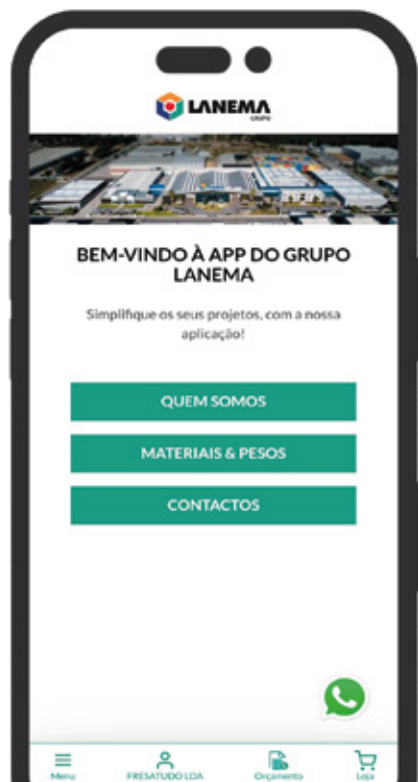 LANEMA
GRUPO
BEM-VINDO À APP DO GRUPO
LANEMA
Simplifique os seus projetos, com a nossa
aplicação!
QUEM SOMOS
MATERIAIS & PESOS
CONTACTOS
Menu
FRESATUDO LDA
Orçamento
Loja